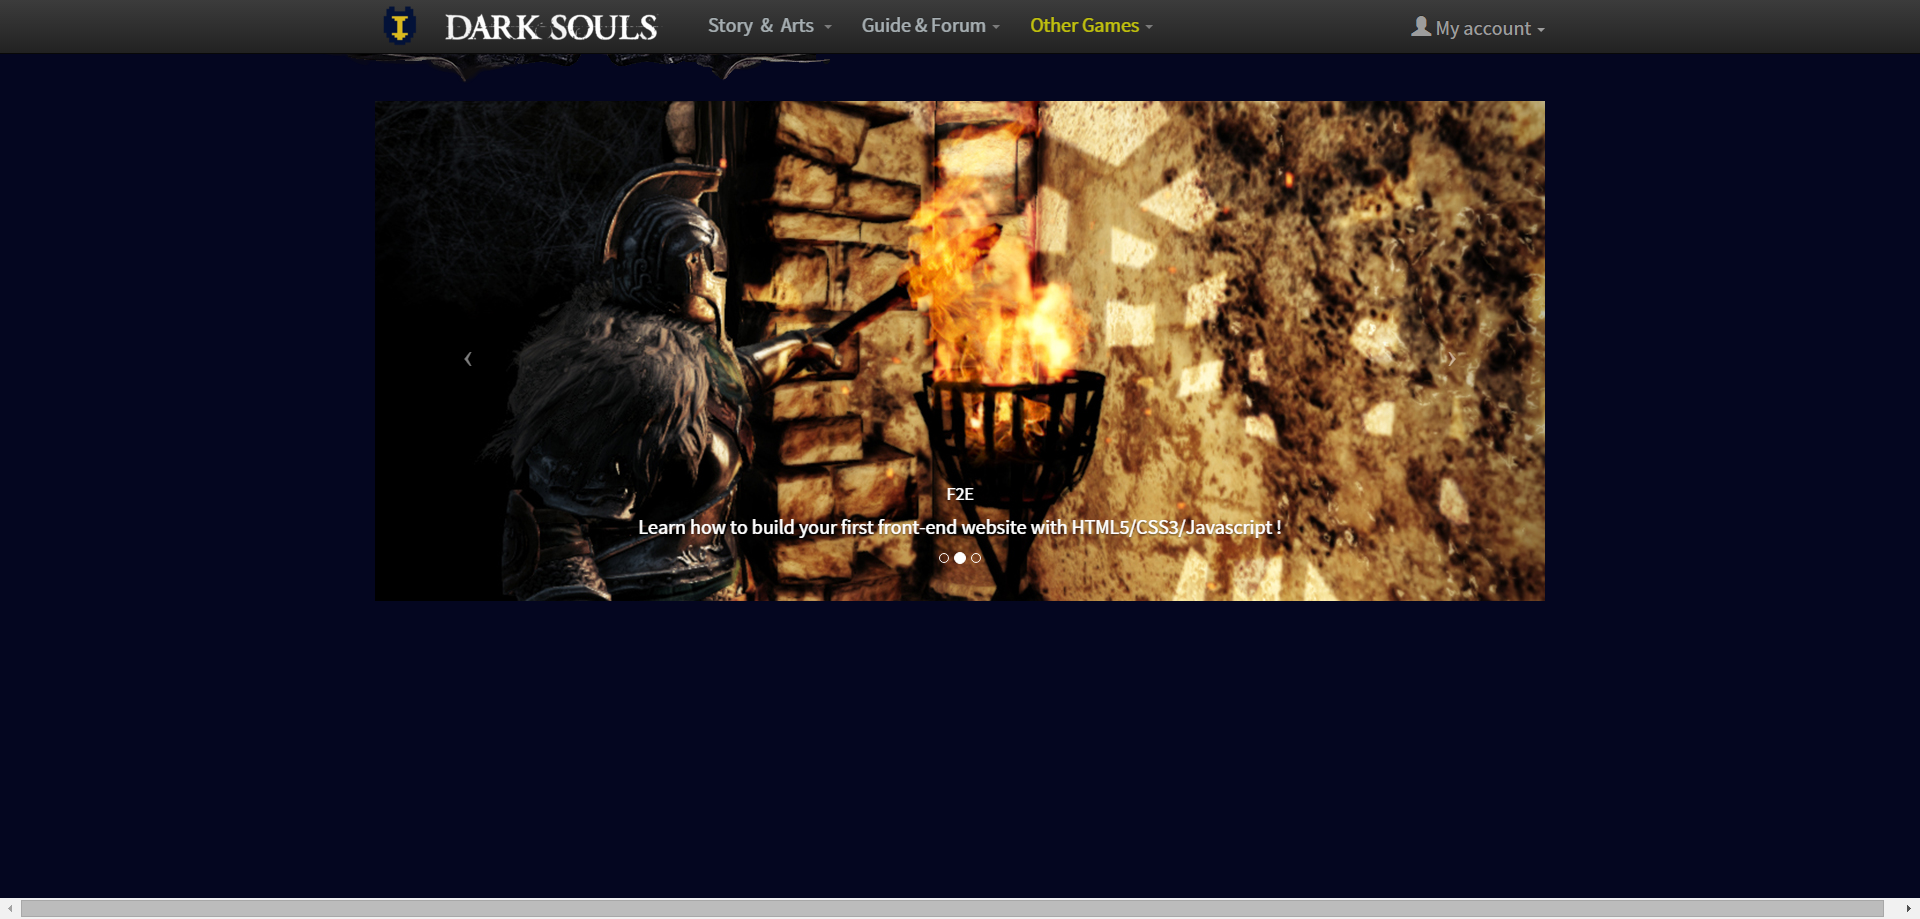 I DARK SOULS Story & Arts Guide & Forum Other Games My account
F2E
Learn how to build your first front-end website with HTML5/CSS3/Javascript !